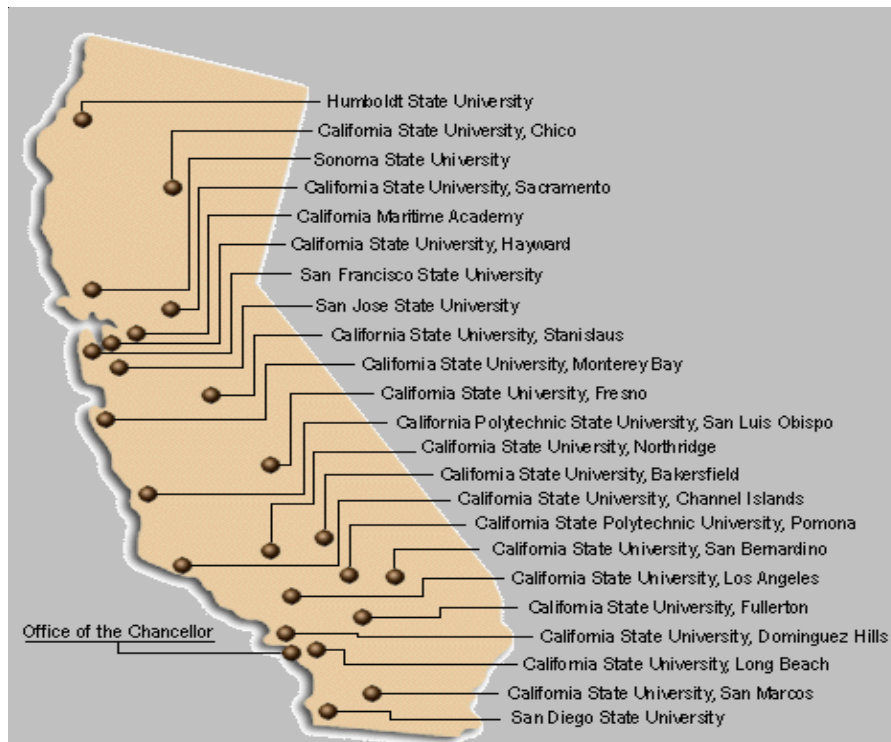 Humboldt State University
California State University, Chico
Sonoma State University
California State University, Sacramento
California Maritime Academy
California State University, Hayward
San Francisco State University
San Jose State University
California State University, Stanislaus
California State University, Monterey Bay
California State University, Fresno
California Polytechnic State University, San Luis Obispo
California State University, Northridge
California State University, Bakersfield
California State University, Channel Islands
California State Polytechnic University, Pomona
California State University, San Bernardino
California State University, Los Angeles
California State University, Fullerton
Office of the Chancellor
California State University, Dominguez Hills
California State University, Long Beach
California State University, San Marcos
San Diego State University